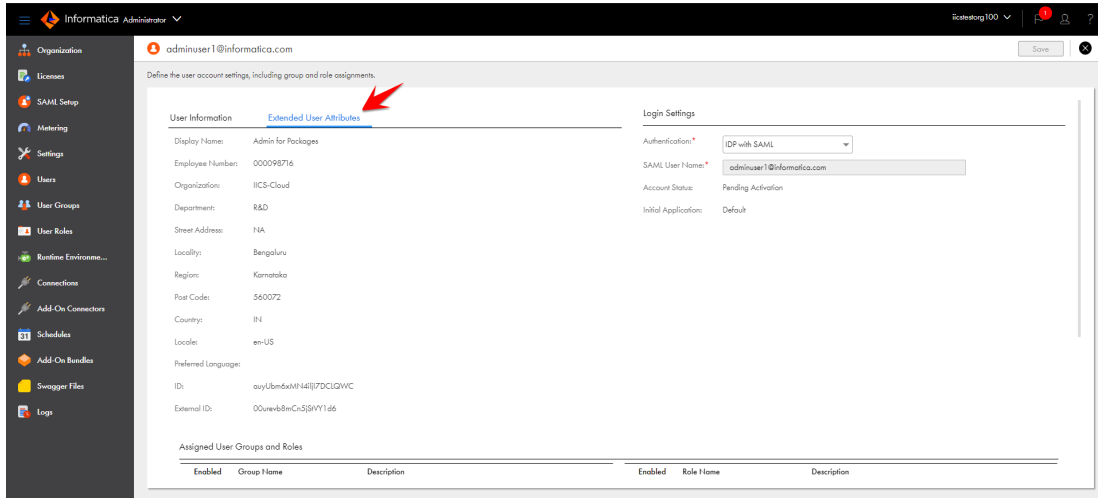 Informatica Administrator
iicstestorg100
1
?
Organization
Licenses
SAML Setup
Metering
Settings
Users
User Groups
User Roles
Runtime Environme...
Connections
Add-On Connectors
31 Schedules
Add-On Bundles
Swagger Files
Logs
adminuser1@informatica.com
Save
Define the user account settings, including group and role assignments.
User Information Extended User Attributes
Display Name: Admin for Packages
Employee Number: 000098716
Organization: IICS-Cloud
Department: R&D
Street Address: NA
Locality: Bengaluru
Region: Karnataka
Post Code: 560072
Country: IN
Locale: en-US
Preferred Language:
ID:
External ID:
Login Settings
Authentication:* IDP with SAML
SAML User Name:* adminuser1@informatica.com
Account Status: Pending Activation
Initial Application: Default
Assigned User Groups and Roles
Enabled Group Name Description
Enabled Role Name Description